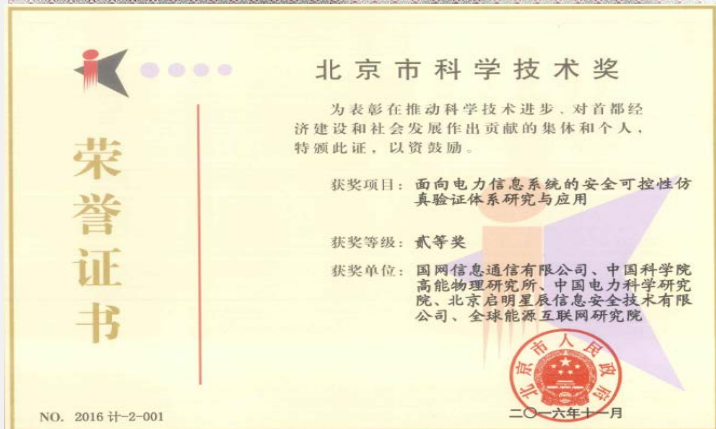 北京市科学技术奖
为表彰在推动科学技术进步、对首都经
济建设和社会发展作出贡献的集体和个人，
特颁此证，以资鼓励。
荣誉证书
获奖项目：面向电力信息系统的安全可控性仿
真验证体系研究与应用
获奖等级：贰等奖
获奖单位：国网信息通信有限公司、中国科学院
高能物理研究所、中国电力科学研究
院、北京启明星辰信息安全技术有限
公司、全球能源互联网研究院
北京市人民政府
二〇一六年十一月
NO. 2016 计-2-001